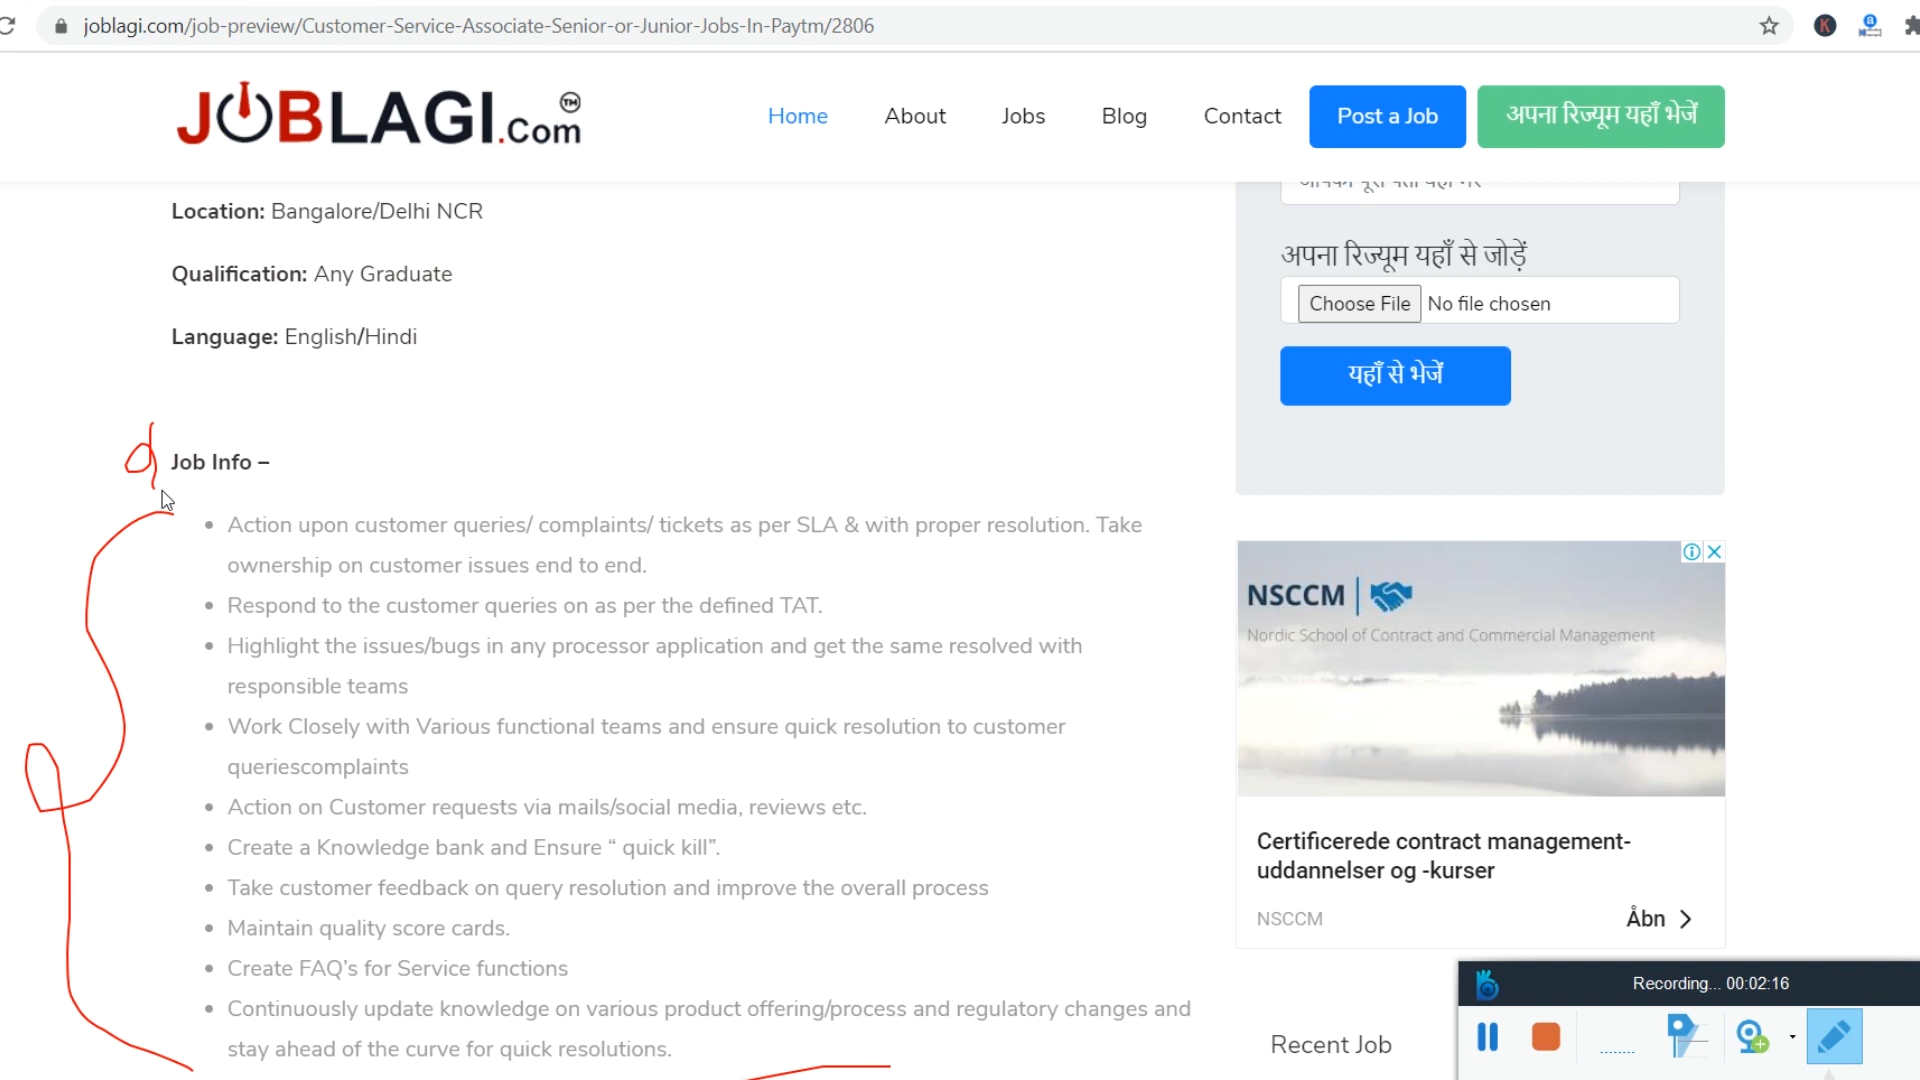 joblagi.com/job-preview/Customer-Service-Associate-Senior-or-Junior-Jobs-In-Paytm/2806
JOBLAGI.Com TM
Home About Jobs Blog Contact Post a Job अपना रिज्यूम यहाँ भेजें
Location: Bangalore/Delhi NCR
Qualification: Any Graduate
Language: English/Hindi
Job Info –
Action upon customer queries/ complaints/ tickets as per SLA & with proper resolution. Take
ownership on customer issues end to end.
Respond to the customer queries on as per the defined TAT.
Highlight the issues/bugs in any processor application and get the same resolved with
responsible teams
Work Closely with Various functional teams and ensure quick resolution to customer
queriescomplaints
Action on Customer requests via mails/social media, reviews etc.
Create a Knowledge bank and Ensure “ quick kill”.
Take customer feedback on query resolution and improve the overall process
Maintain quality score cards.
Create FAQ’s for Service functions
Continuously update knowledge on various product offering/process and regulatory changes and
stay ahead of the curve for quick resolutions.
अपना रिज्यूम यहाँ से जोड़ें
Choose File No file chosen
यहाँ से भेजें
NSCCM
Nordic School of Contract and Commercial Management
Certificerede contract management-
uddannelser og -kurser
NSCCM Åbn
Recent Job
Recording... 00:02:16